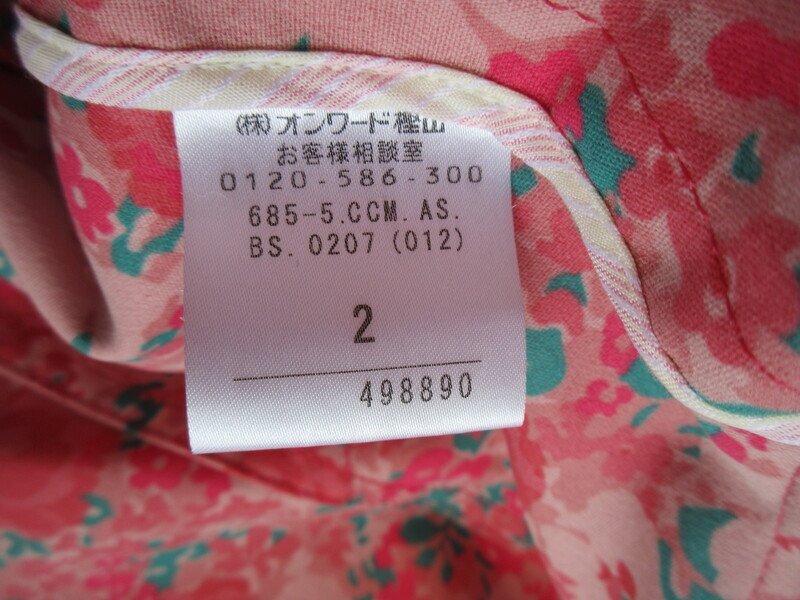 (株)オンワード樫山
お客様相談室
0120-586-300
685-5.CCM.AS.
BS.0207(012)
2
498890